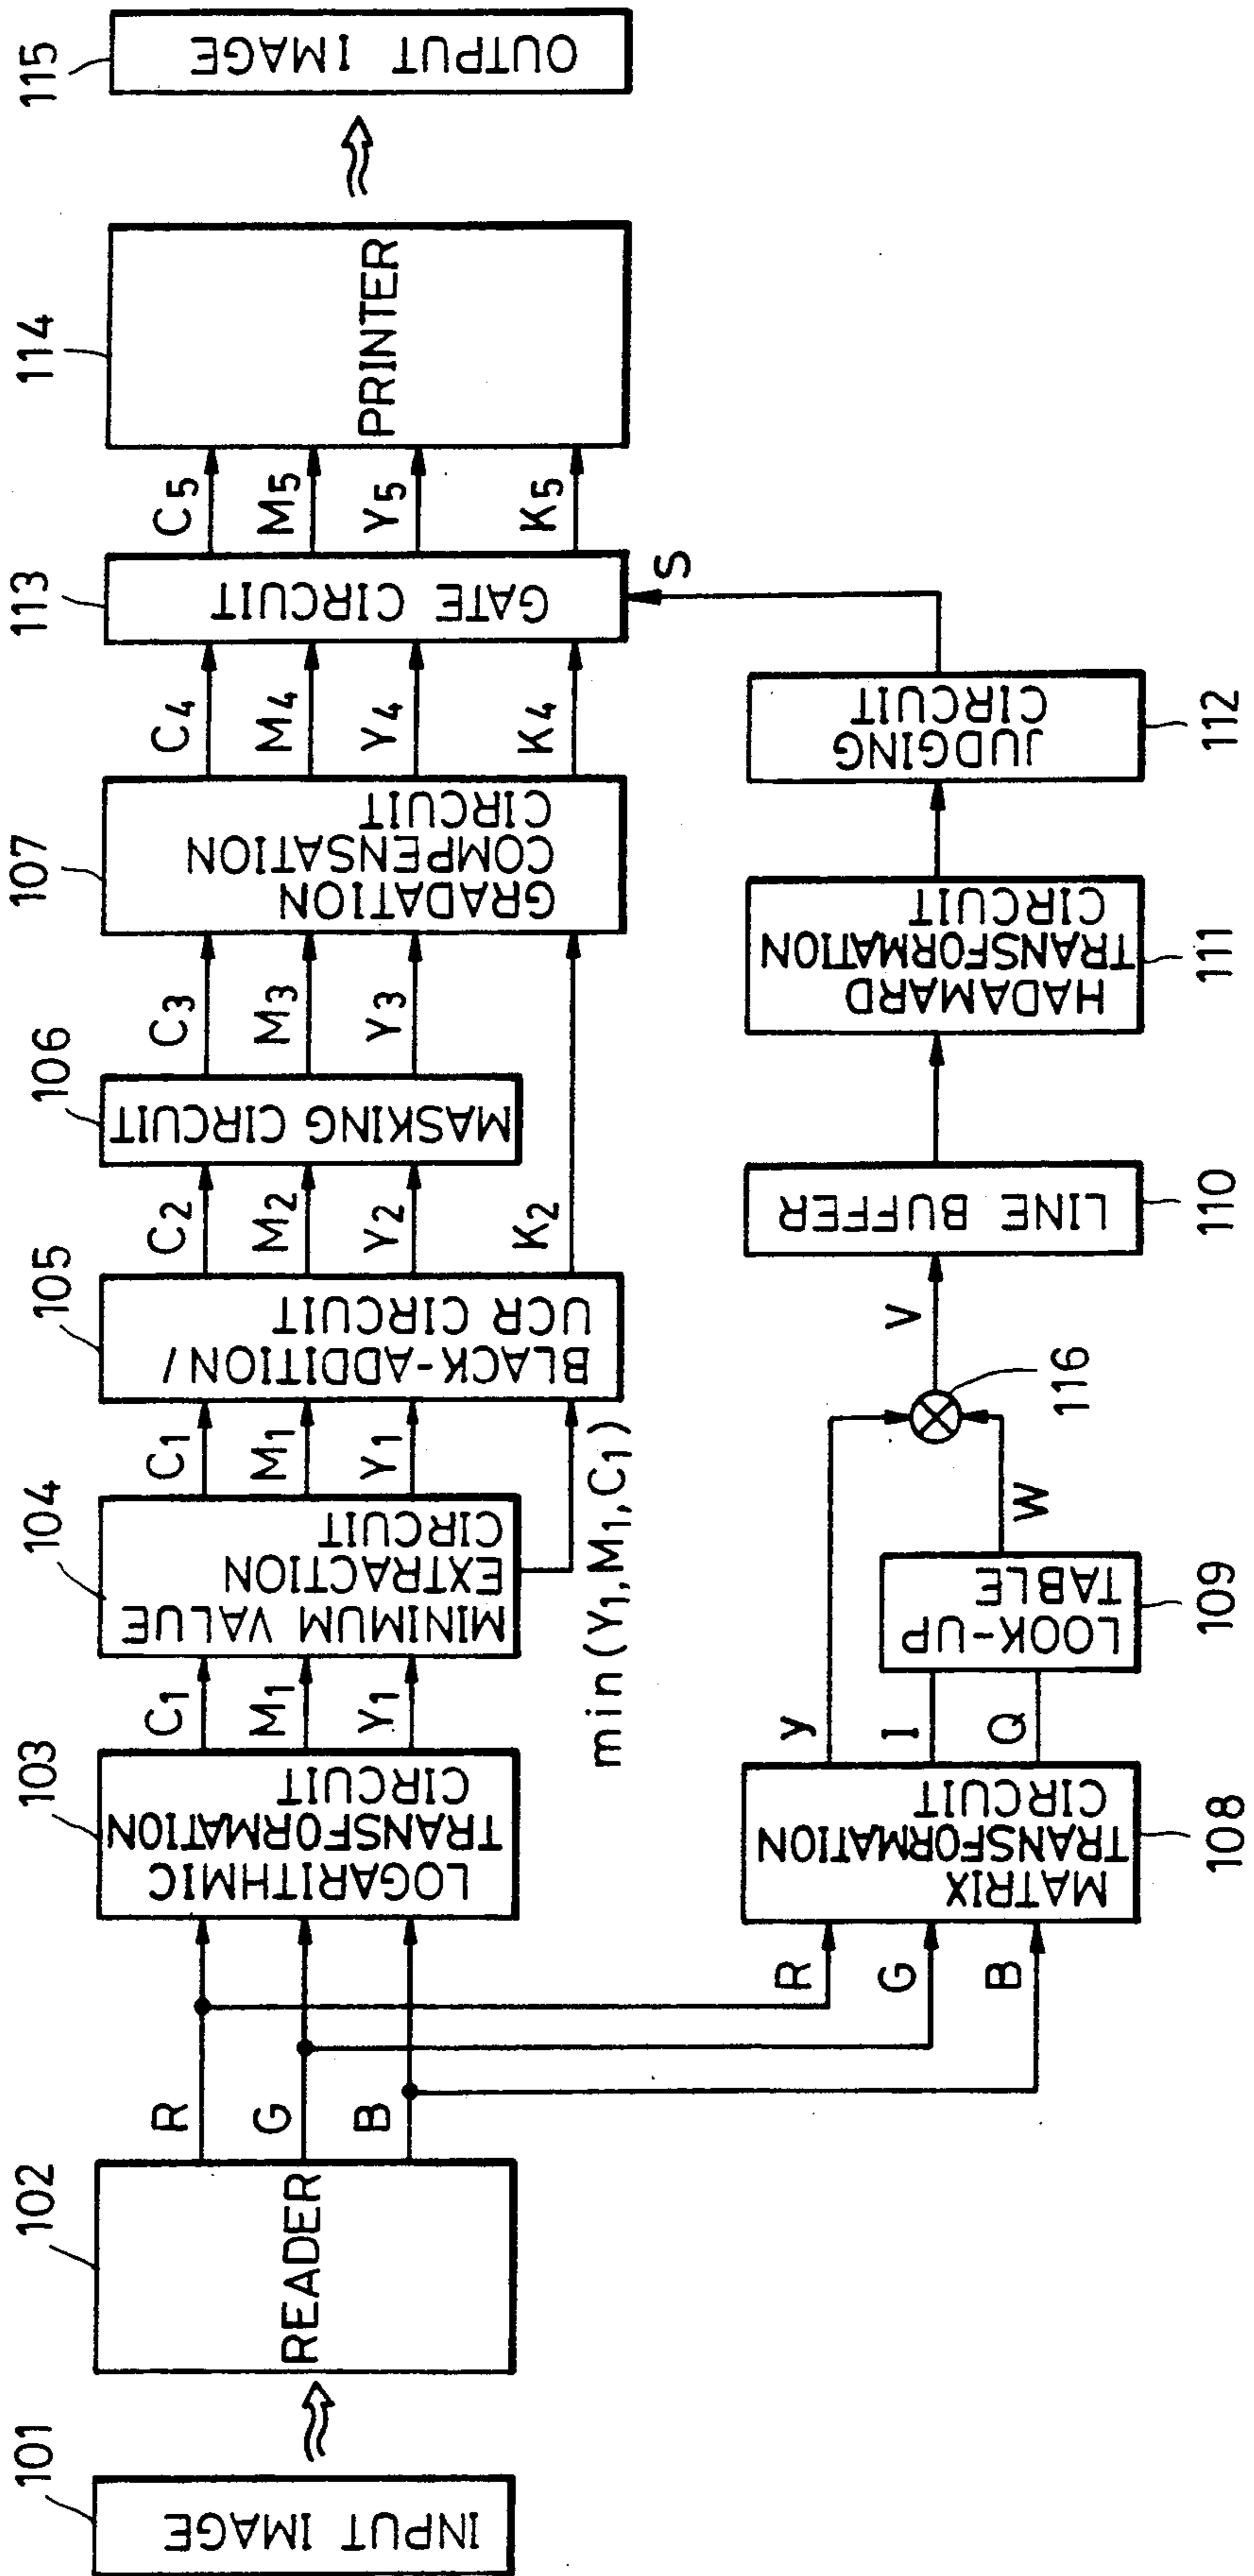 101
INPUT IMAGE
102
READER
R
G
B
103
LOGARITHMIC
TRANSFORMATION
CIRCUIT
C1
M1
Y1
104
MINIMUM VALUE
EXTRACTION
CIRCUIT
C1
M1
Y1
min(Y1,M1,C1)
105
BLACK-ADDITION/
UCR CIRCUIT
C2
M2
Y2
K2
106
MASKING CIRCUIT
C3
M3
Y3
107
GRADATION
COMPENSATION
CIRCUIT
C4
M4
Y4
K4
113
GATE CIRCUIT
C5
M5
Y5
K5
114
PRINTER
115
OUTPUT IMAGE
R
G
B
MATRIX
TRANSFORMATION
CIRCUIT
108
y
I
Q
LOOK-UP
TABLE
109
W
116
V
LINE BUFFER
110
HADAMARD
TRANSFORMATION
CIRCUIT
111
JUDGING
CIRCUIT
112
S